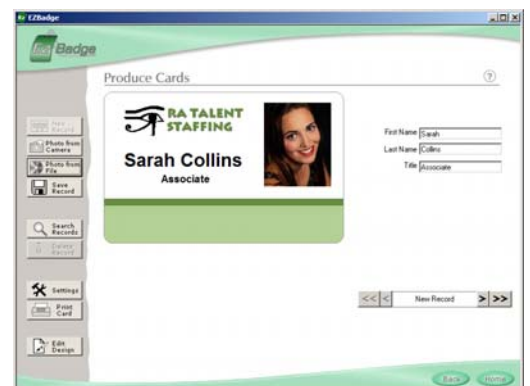 EZBadge
EZ Badge
Produce Cards
?
New
Record
Photo from
Camera
Photo from
File
Save
Record
Search
Records
Delete
Record
Settings
Print
Card
Edit
Design
RA TALENT
STAFFING
Sarah Collins
Associate
First Name Sarah
Last Name Collins
Title Associate
<< < New Record > >>
Back Home